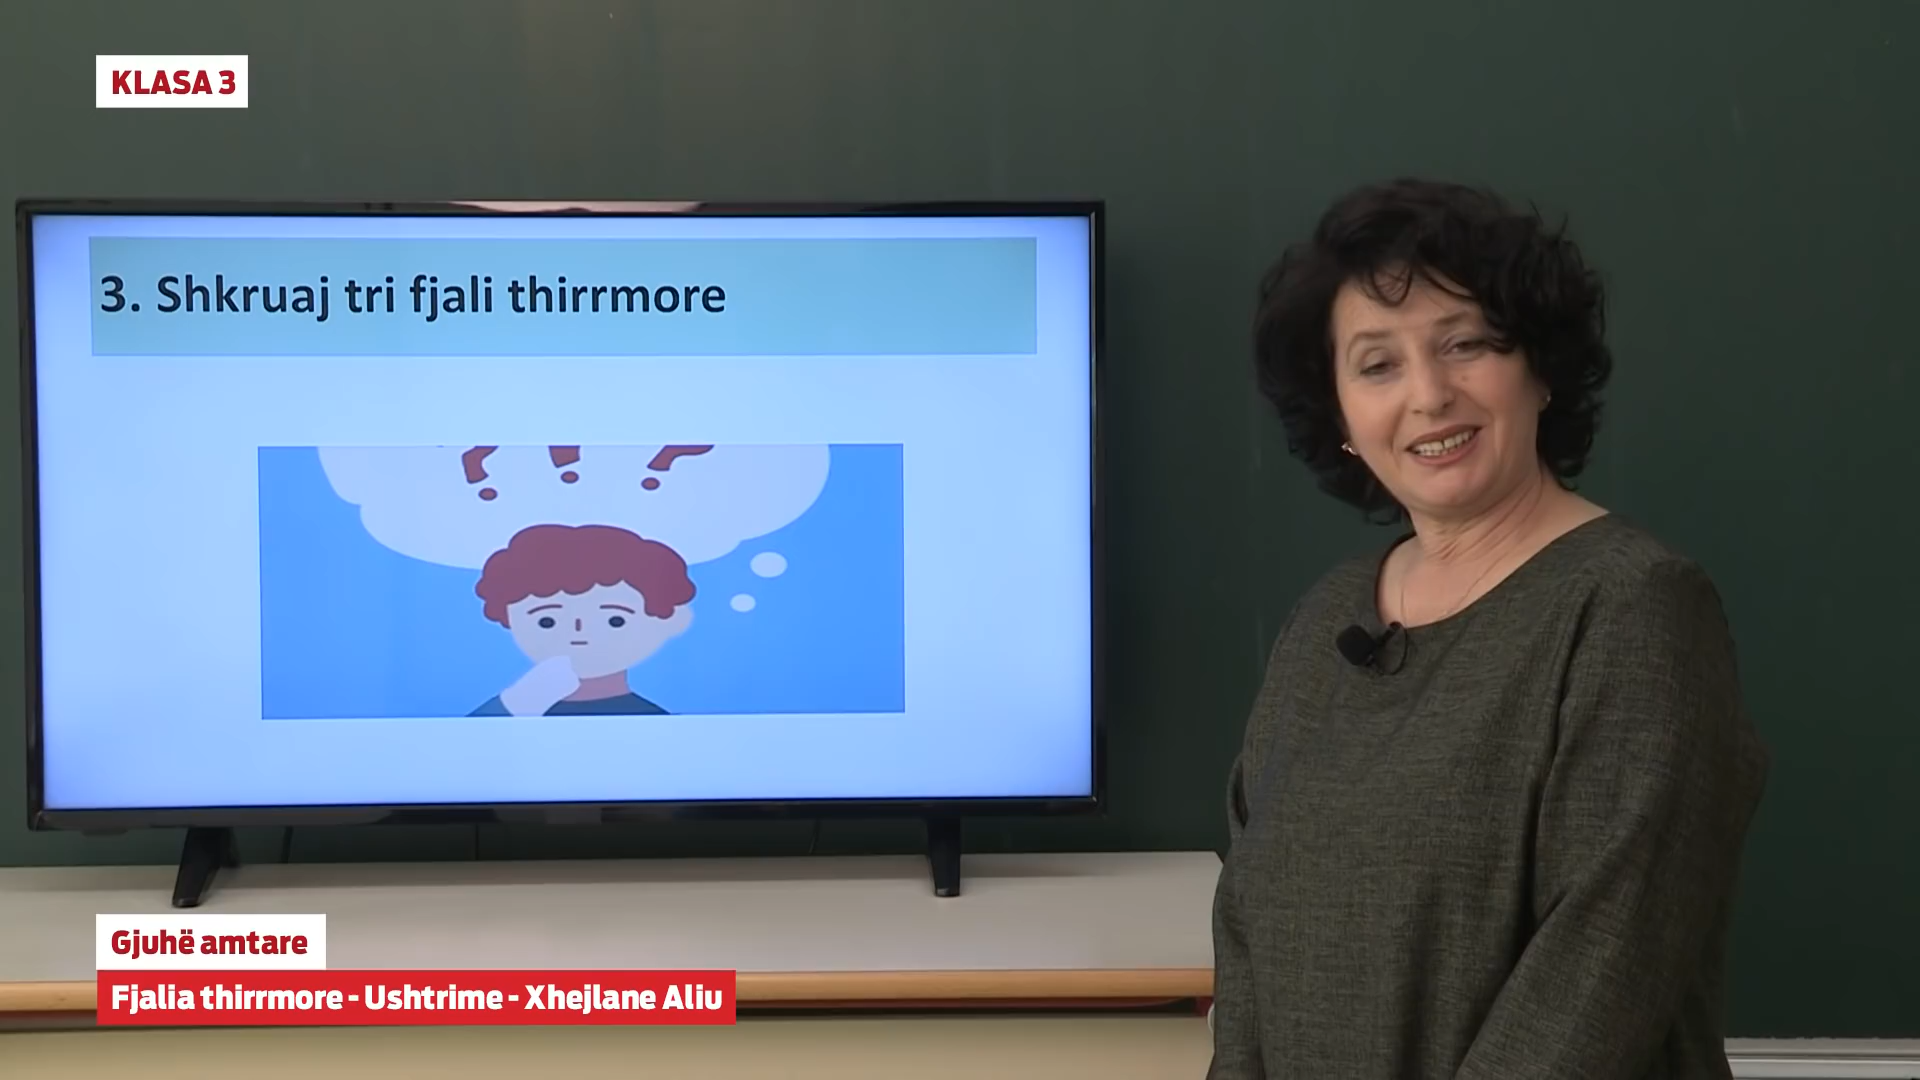 KLASA 3
3. Shkruaj tri fjali thirrmore
? ? ?
Gjuhë amtare
Fjalia thirrmore - Ushtrime - Xhejlane Aliu